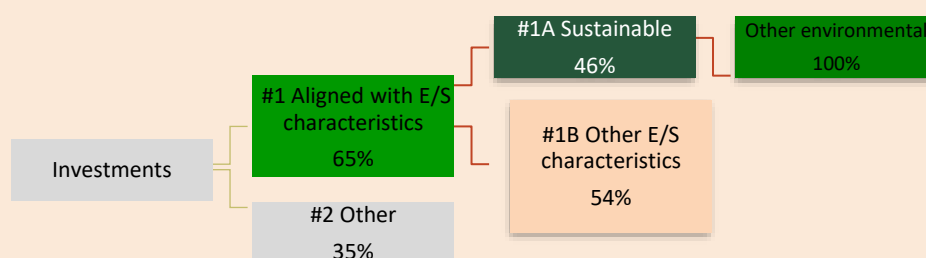 Investments
#1 Aligned with E/S
characteristics
65%
#2 Other
35%
#1A Sustainable
46%
#1B Other E/S
characteristics
54%
Other environmental
100%